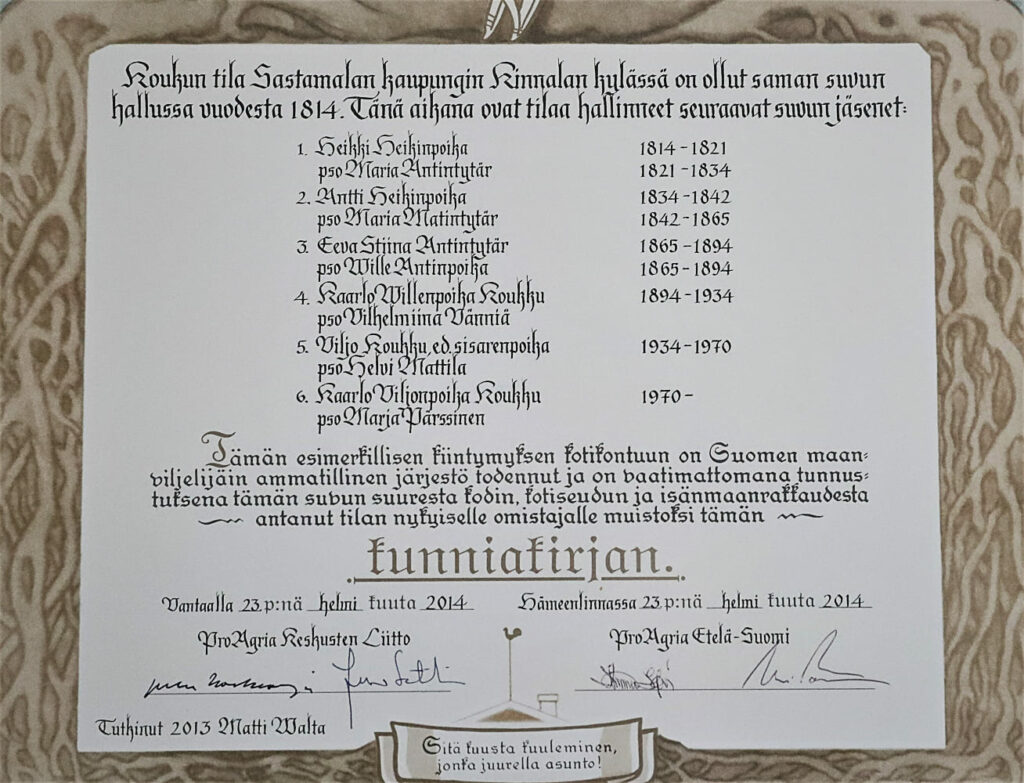 Koukun tila Sastamalan kaupungin Kinnalan kylässä on ollut saman suvun
hallussa vuodesta 1814. Tänä aikana ovat tilaa hallinneet seuraavat suvun jäsenet:
1. Heikki Heikinpoika 1814-1821
pso Maria Antintytär 1821-1834
2. Antti Heikinpoika 1834-1842
pso Maria Matintytär 1842-1865
3. Eeva Stiina Antintytär 1865-1894
pso Wille Antinpoika 1865-1894
4. Kaarlo Willenpoika Koukku 1894-1934
pso Vilhelmiina Vänniä
5. Viljo Koukku, ed. sisarenpoika 1934-1970
pso Helvi Mattila
6. Kaarlo Viljonpoika Koukku 1970-
pso Marja Pärssinen
Tämän esimerkillisen kiintymyksen kotikontuun on Suomen maan-
viljelijäin ammatillinen järjestö todennut ja on vaatimattomana tunnus-
tuksena tämän suvun suuresta kodin, kotiseudun ja isänmaanrakkaudesta
antanut tilan nykyiselle omistajalle muistoksi tämän
kunniakirjan.
Vantaalla 23 p:nä helmi kuuta 2014 Hämeenlinnassa 23 p:nä helmi kuuta 2014
ProAgria Keskusten Liitto ProAgria Etelä-Suomi
Tutkinut 2013 Matti Walta
Sitä kuusta kuuleminen,
jonka juurella asunto!